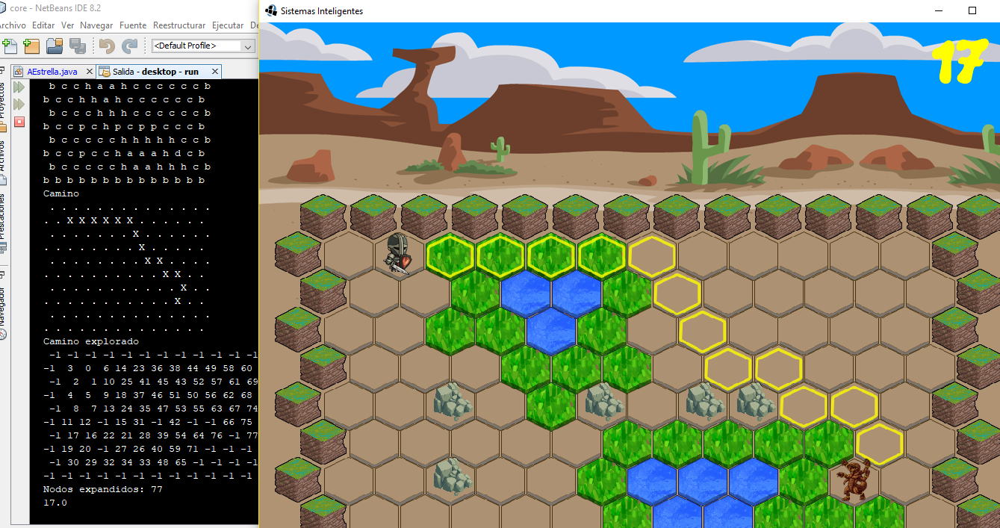 core - NetBeans IDE 8.2
Sistemas Inteligentes
Archivo Editar Ver Navegar Fuente Reestructurar Ejecutar De
<Default Profile>
AEstrella.java
Salida - desktop - run
17
b c c h a a h c c c c c c b
b c c h h a h c c c c c c b
b c c c h h h c c c c c c b
b c c p c h p c p p c c c b
b c c c c c h h h h h c c b
b c c p c c h a a a h d c b
b c c c c c c h a a h h h c b
b b b b b b b b b b b b b b
Camino
. . . . . . . . . . . . . .
. . x x x x x x . . . . . .
. . . . . . . x . . . . . .
. . . . . . . . x . . . . .
. . . . . . . . x x . . . .
. . . . . . . . . . x x . .
. . . . . . . . . . . x . .
. . . . . . . . . . . x . .
. . . . . . . . . . . . . .
. . . . . . . . . . . . . .
Camino explorado
-1 -1 -1 -1 -1 -1 -1 -1 -1 -1 -1 -1
-1 3 0 6 14 23 36 38 44 49 58 60
-1 2 1 10 25 41 45 43 52 57 61 69
-1 4 5 9 18 37 46 51 50 56 62 68
-1 8 7 13 24 35 47 53 55 63 67 74
-1 11 12 -1 15 31 -1 42 -1 -1 66 75
-1 17 16 22 21 28 39 54 64 76 -1 77
-1 19 20 -1 27 26 40 59 71 -1 -1 -1
-1 30 29 32 34 33 48 65 -1 -1 -1 -1
-1 -1 -1 -1 -1 -1 -1 -1 -1 -1 -1 -1
Nodos expandidos: 77
17.0
Proyectos
Archivos
Prestaciones
Navegador